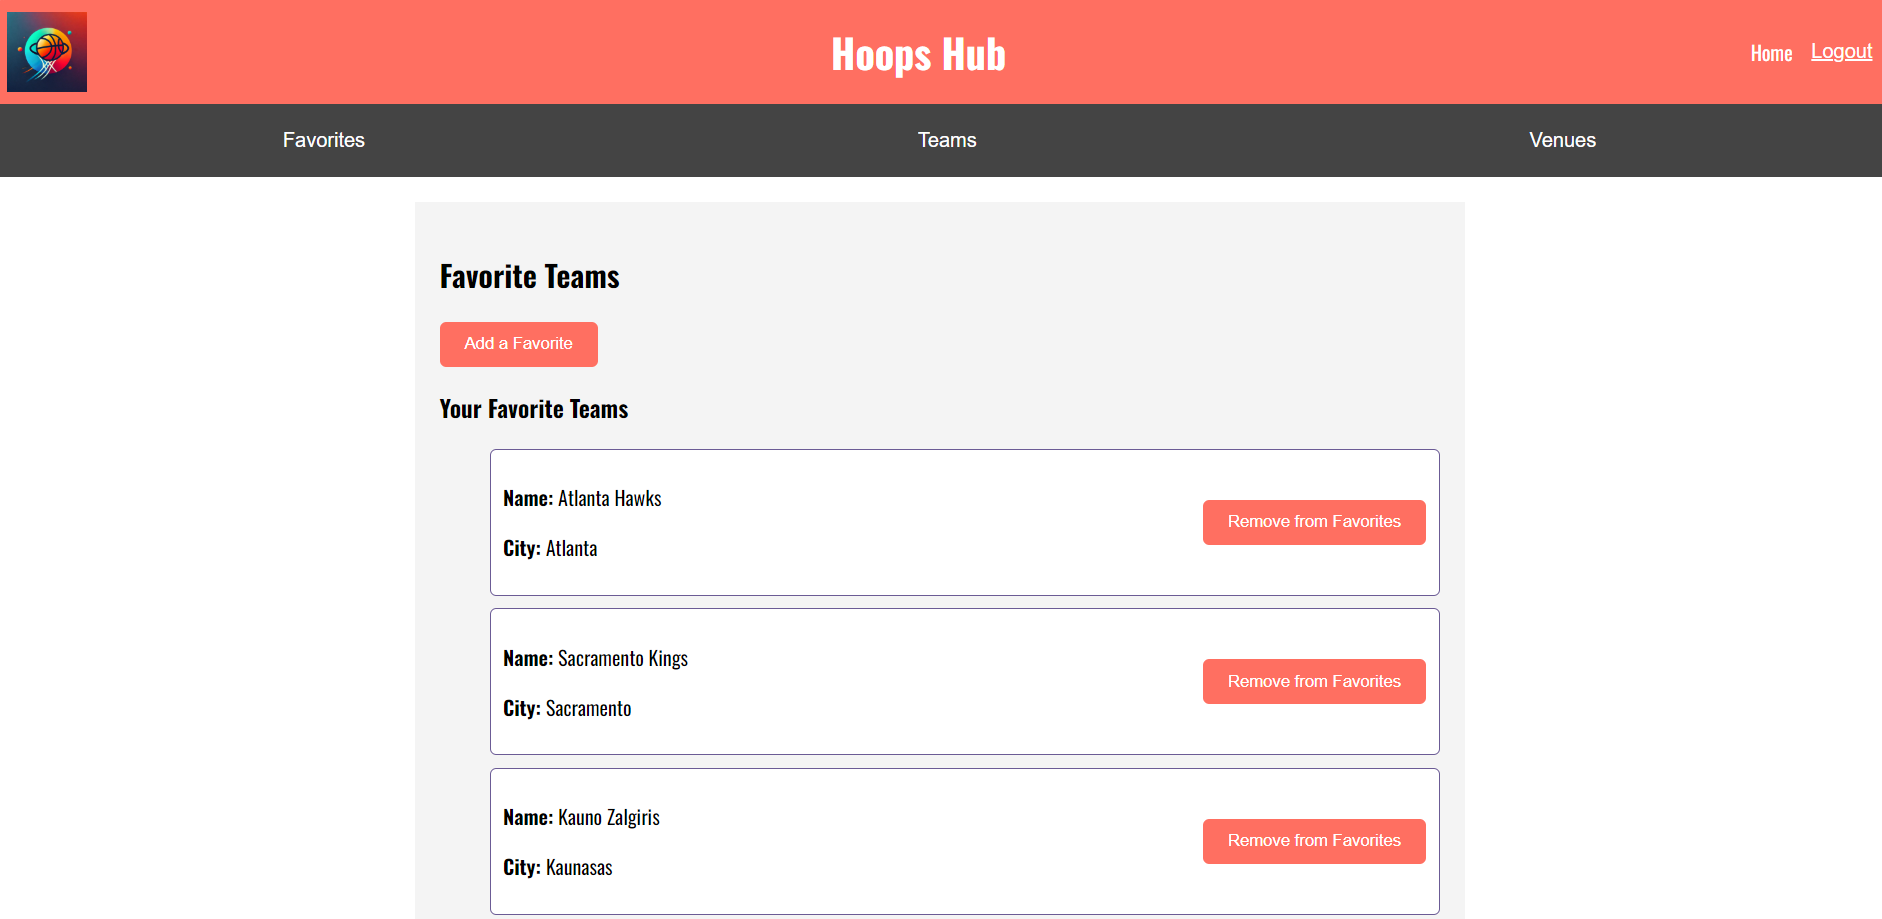 Hoops Hub
Home Logout
Favorites Teams Venues
Favorite Teams
Add a Favorite
Your Favorite Teams
Name: Atlanta Hawks
Remove from Favorites
City: Atlanta
Name: Sacramento Kings
Remove from Favorites
City: Sacramento
Name: Kauno Zalgiris
Remove from Favorites
City: Kaunasas